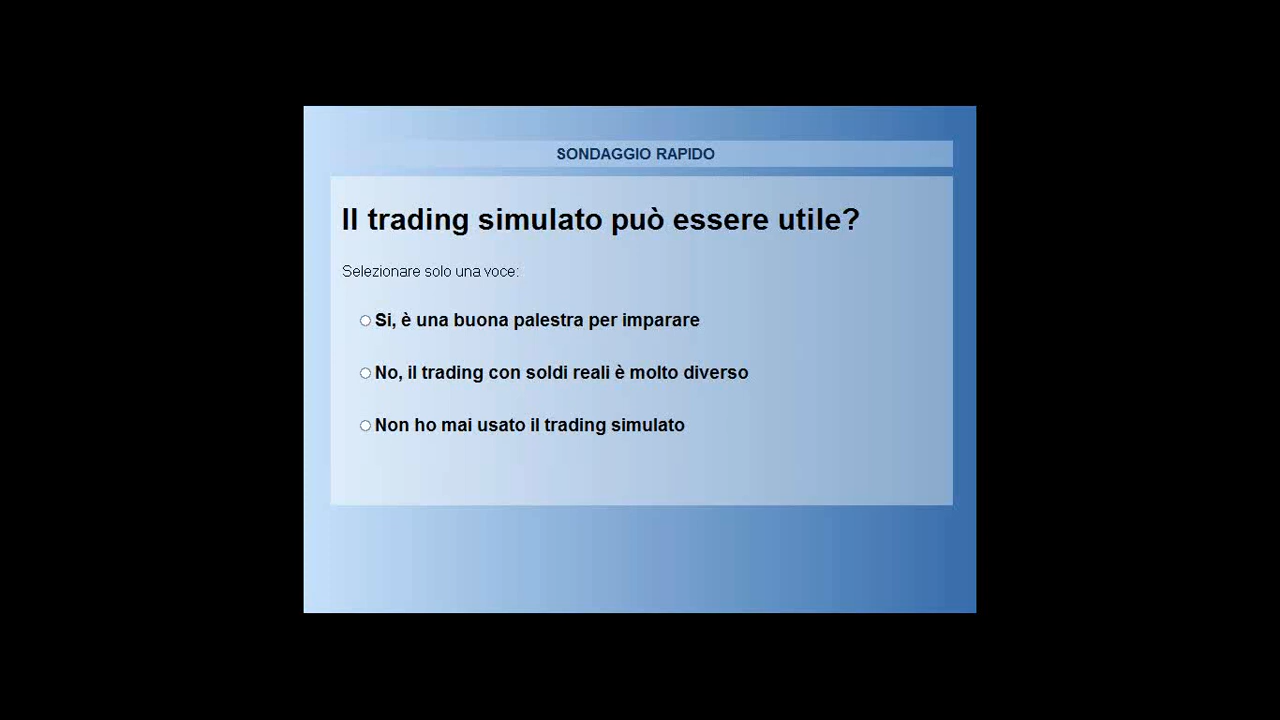 SONDAGGIO RAPIDO
Il trading simulato può essere utile?
Selezionare solo una voce:
Si, è una buona palestra per imparare
No, il trading con soldi reali è molto diverso
Non ho mai usato il trading simulato